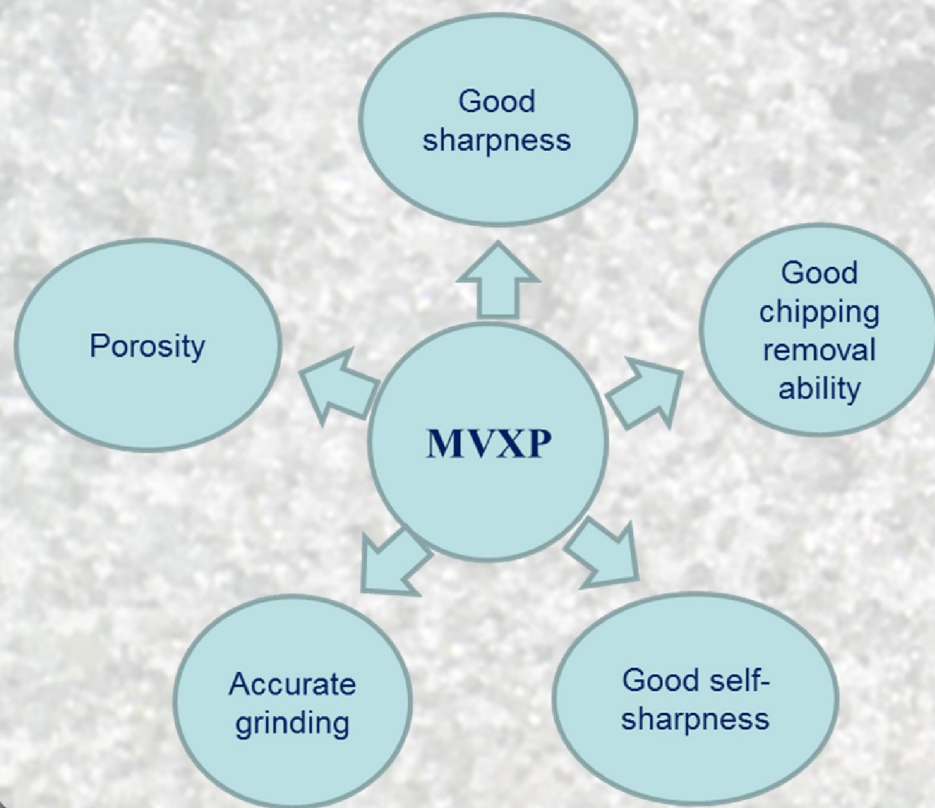 Good
sharpness
Good
chipping
removal
ability
Porosity
MVXP
Accurate
grinding
Good self-
sharpness